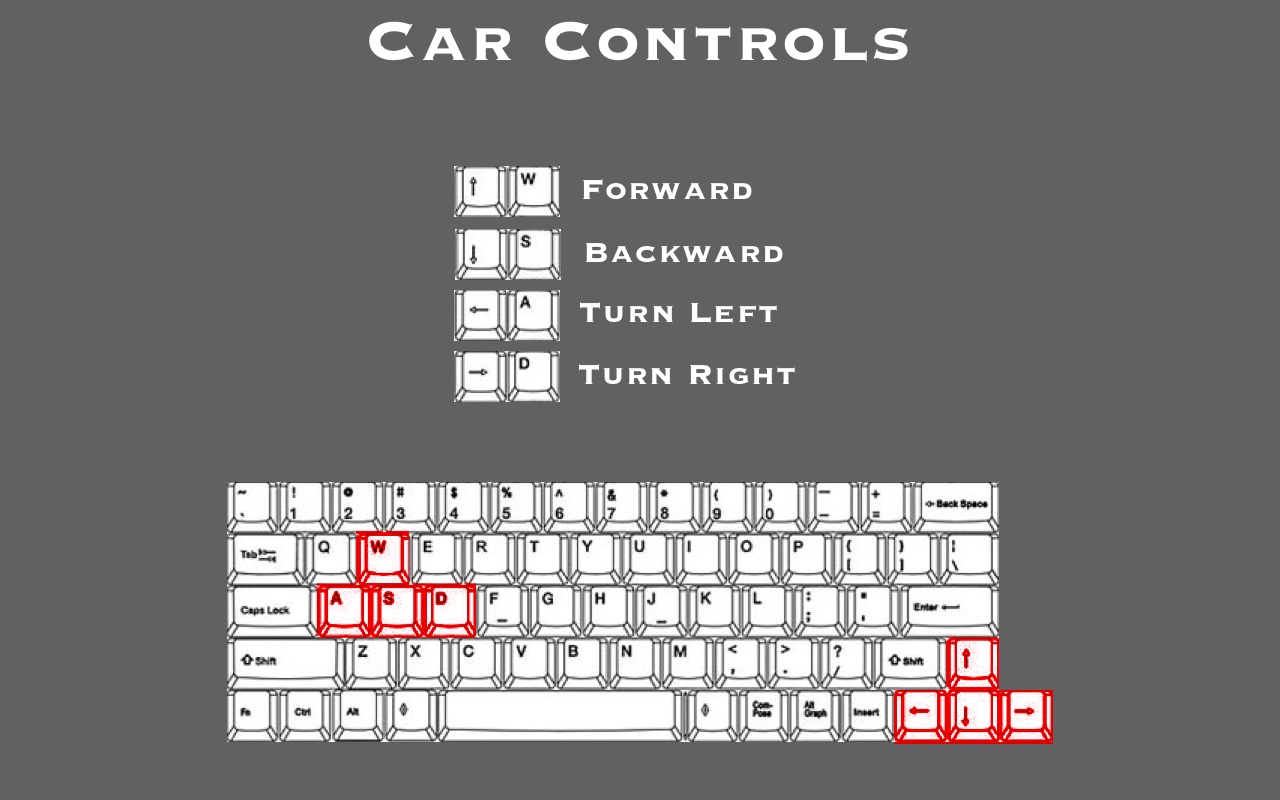 Car Controls
↑ W Forward
↓ S Backward
← A Turn Left
→ D Turn Right
~ ! @ # $ % ^ & * ( ) — +
` 1 2 3 4 5 6 7 8 9 0 – = Back Space
Tab Q W E R T Y U I O P { [ } ] ¦ \
Caps Lock A S D F _ G H J _ K L : ; " ' Enter
Shift Z X C V B N M < , > . ? / Shift ↑
Fn Ctrl Alt ◊ ◊ Com- Pose Alt Graph Insert ← ↓ →